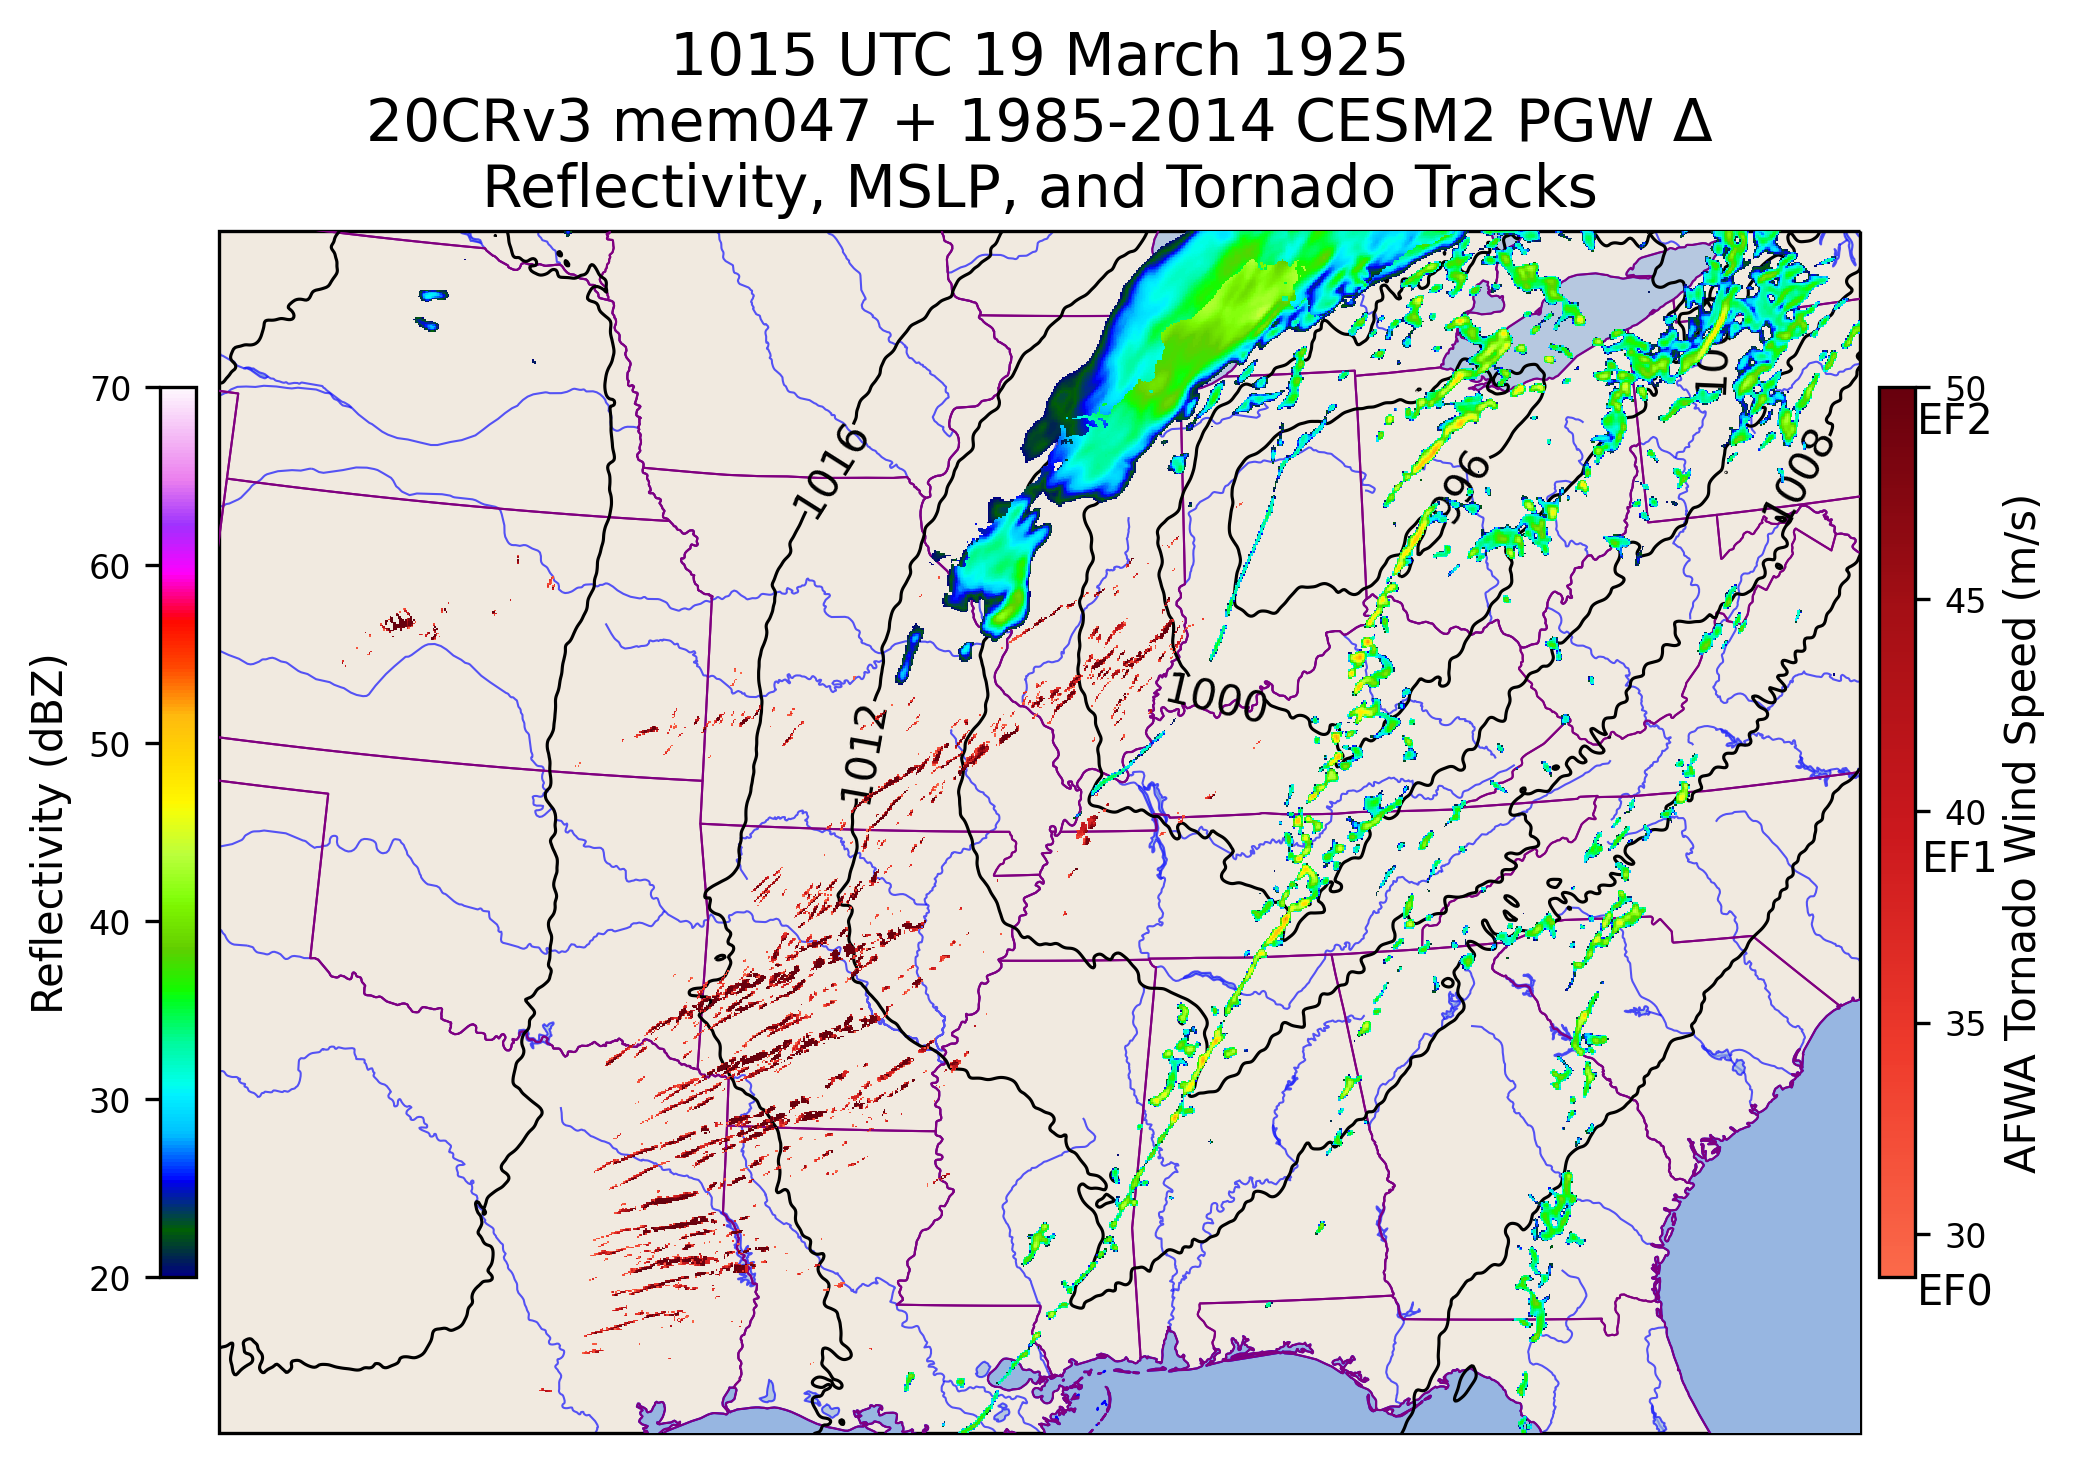 1015 UTC 19 March 1925
20CRv3 mem047 + 1985-2014 CESM2 PGW Δ
Reflectivity, MSLP, and Tornado Tracks
Reflectivity (dBZ)
70
60
50
40
30
20
1016
1012
1000
996
1008
50
EF2
45
40
EF1
35
30
EF0
AFWA Tornado Wind Speed (m/s)